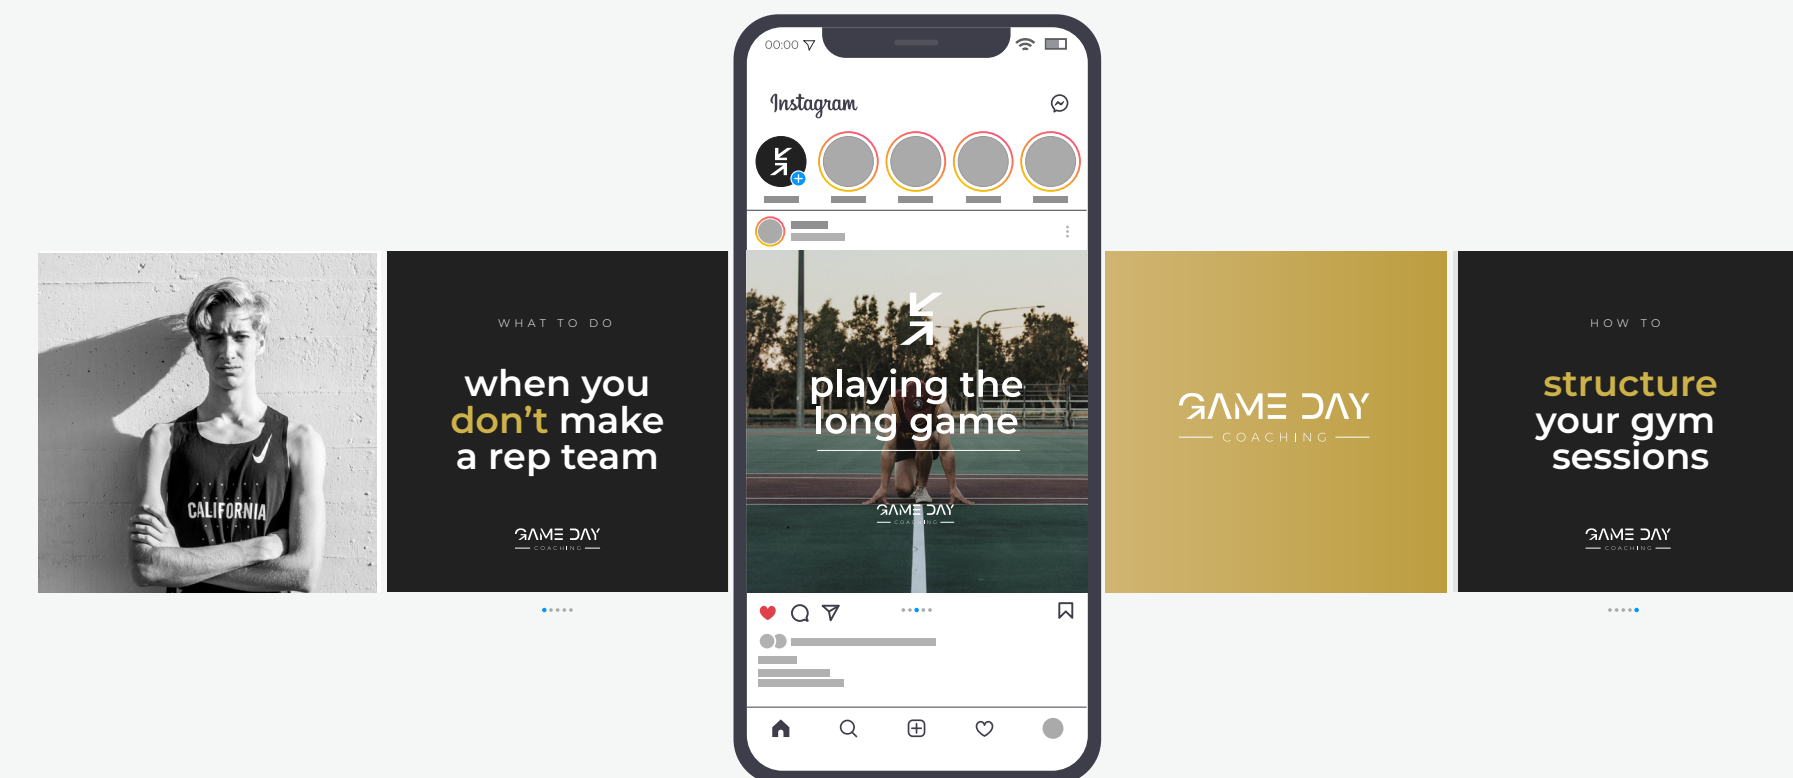 00:00
Instagram
CALIFORNIA
WHAT TO DO
when you
don’t make
a rep team
GAME DAY
COACHING
playing the
long game
GAME DAY
COACHING
GAME DAY
COACHING
HOW TO
structure
your gym
sessions
GAME DAY
COACHING